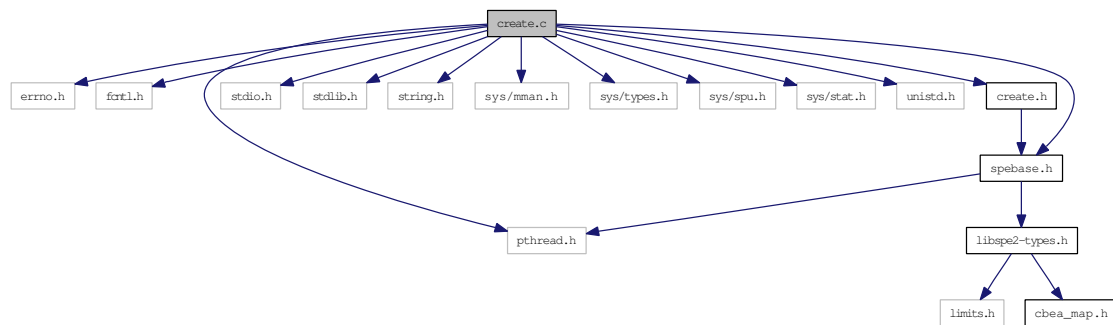 create.c
errno.h
fcntl.h
stdio.h
stdlib.h
string.h
sys/mman.h
sys/types.h
sys/spu.h
sys/stat.h
unistd.h
create.h
spebase.h
pthread.h
libspe2-types.h
limits.h
cbea_map.h